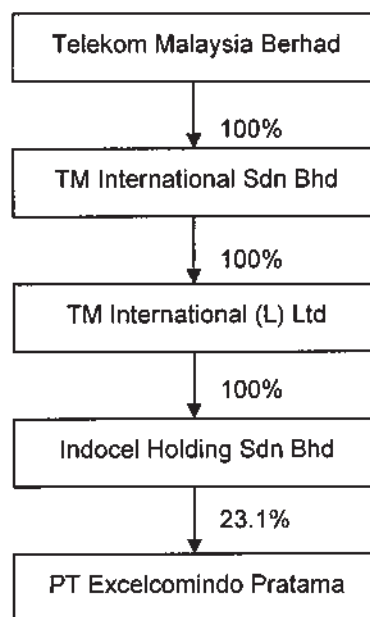 Telekom Malaysia Berhad
100%
TM International Sdn Bhd
100%
TM International (L) Ltd
100%
Indocel Holding Sdn Bhd
23.1%
PT Excelcomindo Pratama